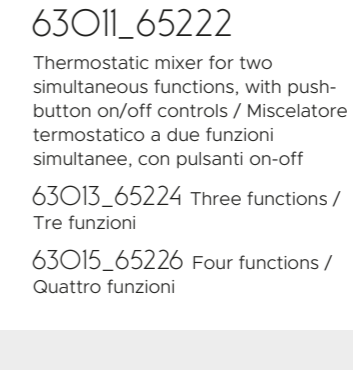 63011_65222
Thermostatic mixer for two
simultaneous functions, with push-
button on/off controls / Miscelatore
termostatico a due funzioni
simultanee, con pulsanti on-off
63013_65224 Three functions /
Tre funzioni
63015_65226 Four functions /
Quattro funzioni